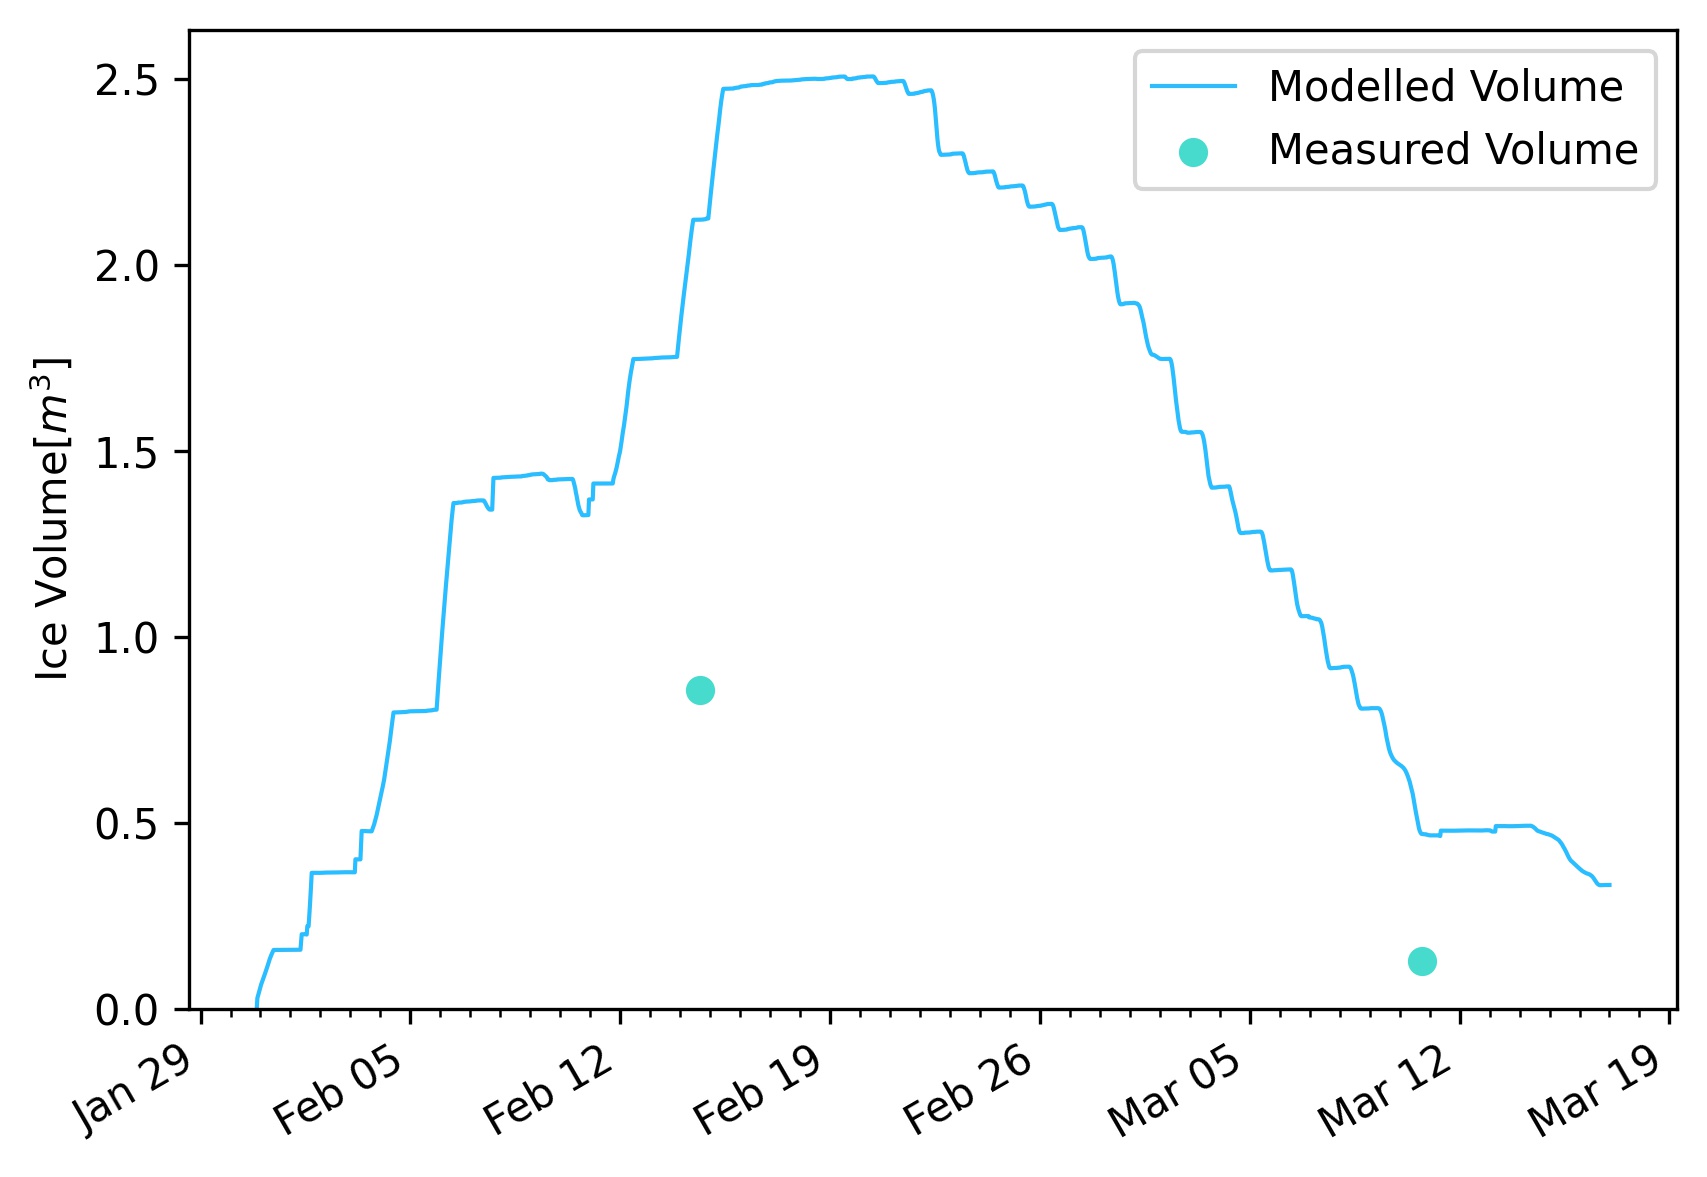 Modelled Volume
Measured Volume
Ice Volume[m³]
2.5
2.0
1.5
1.0
0.5
0.0
Jan 29
Feb 05
Feb 12
Feb 19
Feb 26
Mar 05
Mar 12
Mar 19